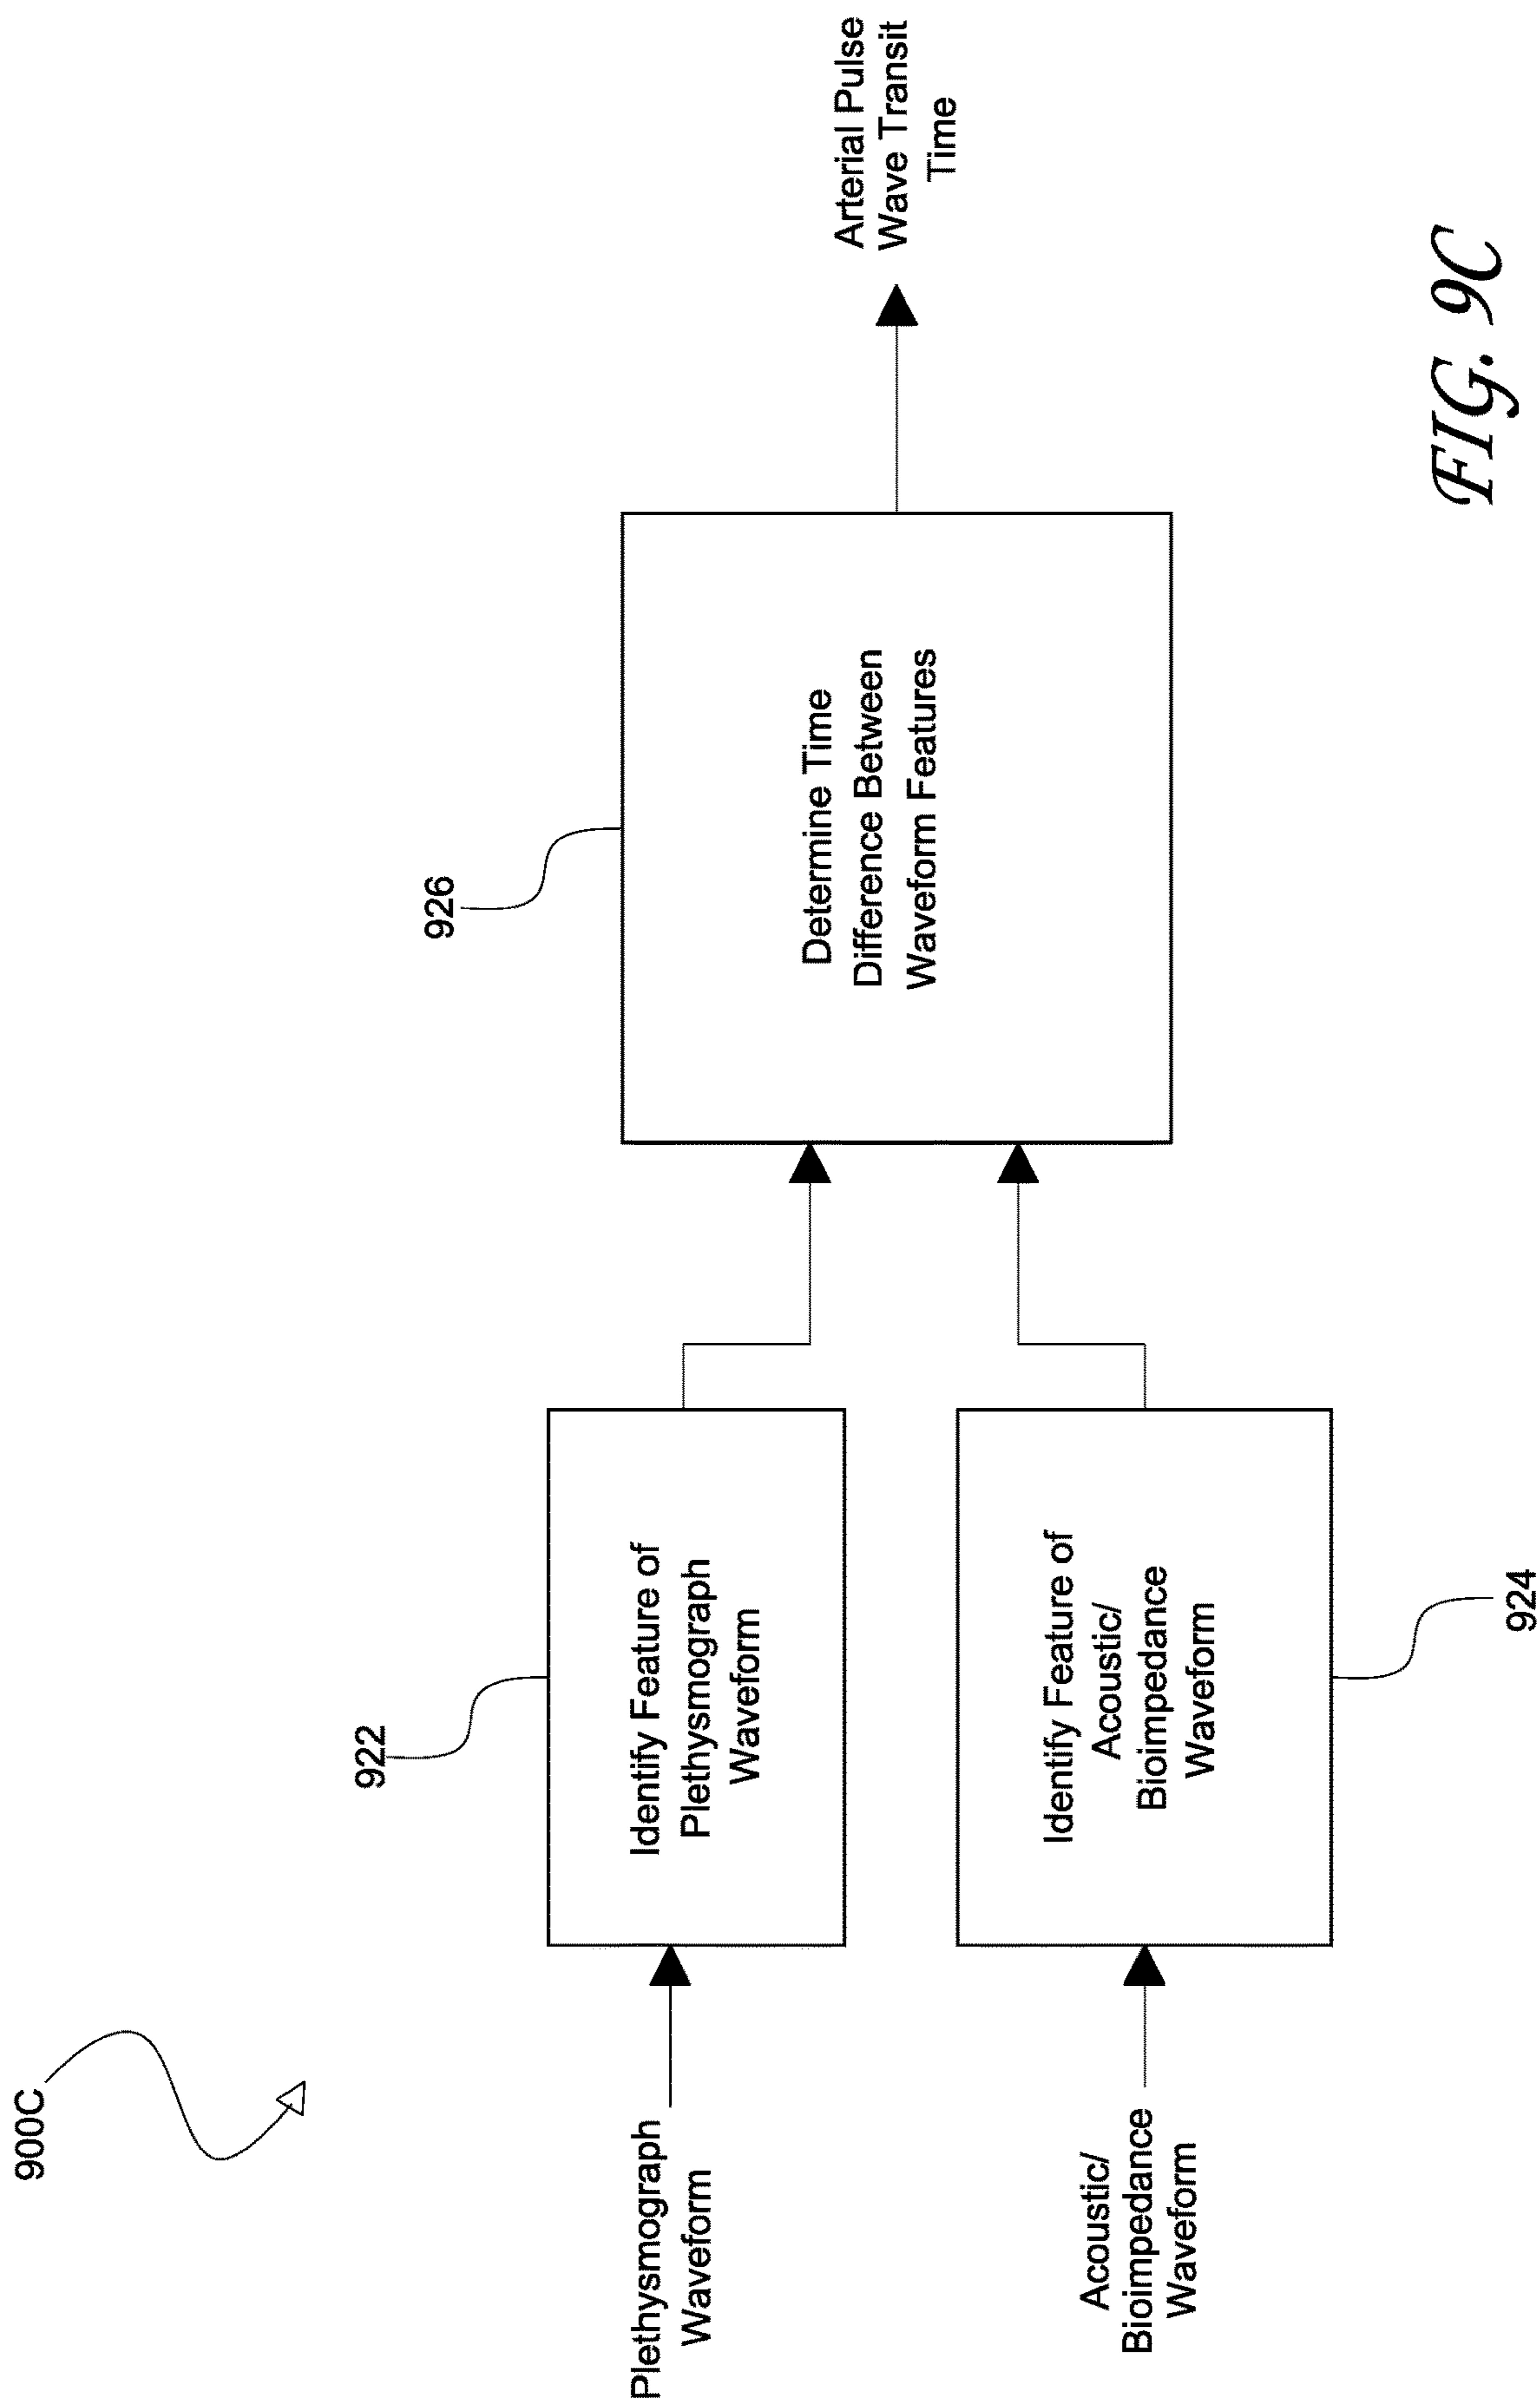 900C
922
926
Plethysmograph
Waveform
Identify Feature of
Plethysmograph
Waveform
Determine Time
Difference Between
Waveform Features
Arterial Pulse
Wave Transit
Time
Acoustic/
Bioimpedance
Waveform
Identify Feature of
Acoustic/
Bioimpedance
Waveform
924
FIG. 9C